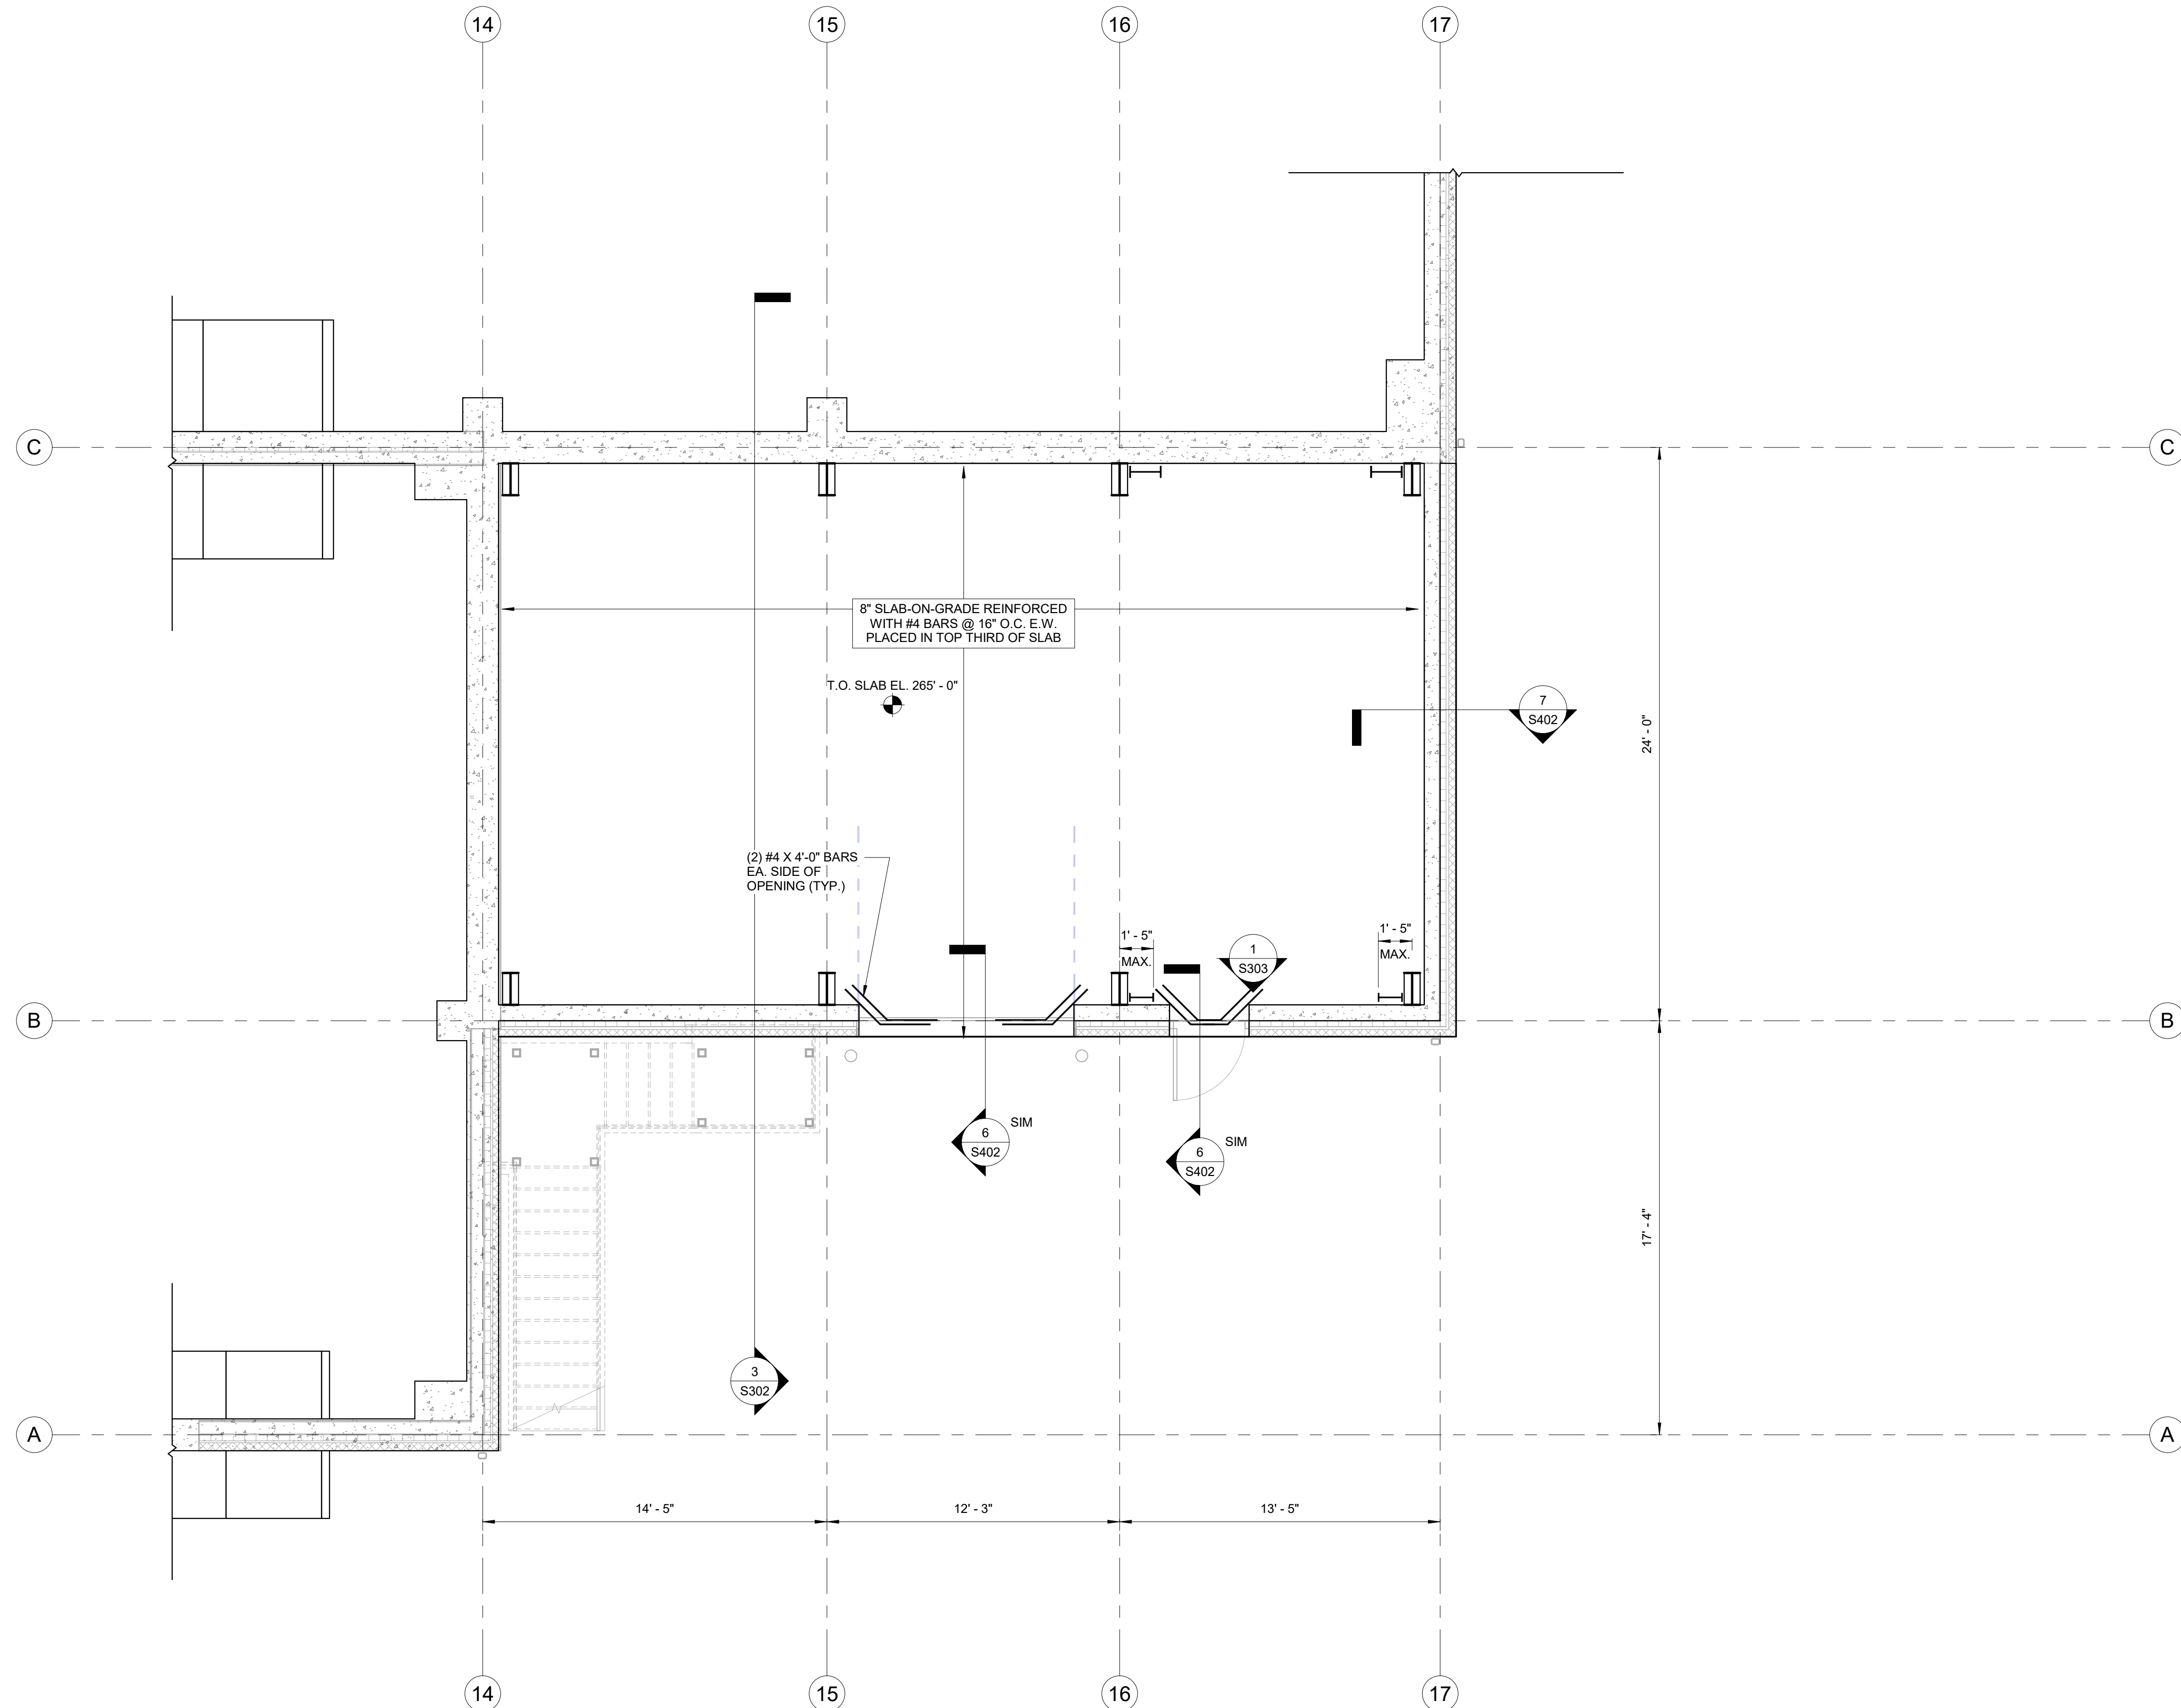 14
15
16
17
C
C
8" SLAB-ON-GRADE REINFORCED
WITH #4 BARS @ 16" O.C. E.W.
PLACED IN TOP THIRD OF SLAB
T.O. SLAB EL. 265' - 0"
7
S402
24' - 0"
(2) #4 X 4'-0" BARS
EA. SIDE OF
OPENING (TYP.)
1' - 5"
MAX.
1
S303
1' - 5"
MAX.
B
B
6
S402
SIM
6
S402
SIM
17' - 4"
3
S302
A
A
14' - 5"
12' - 3"
13' - 5"
14
15
16
17